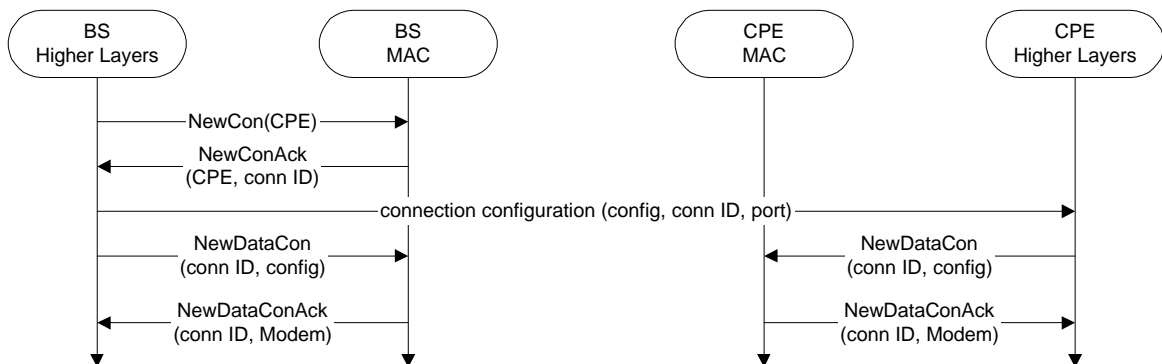 BS
Higher Layers
BS
MAC
CPE
MAC
CPE
Higher Layers
NewCon(CPE)
NewConAck
(CPE, conn ID)
connection configuration (config, conn ID, port)
NewDataCon
(conn ID, config)
NewDataCon
(conn ID, config)
NewDataConAck
(conn ID, Modem)
NewDataConAck
(conn ID, Modem)